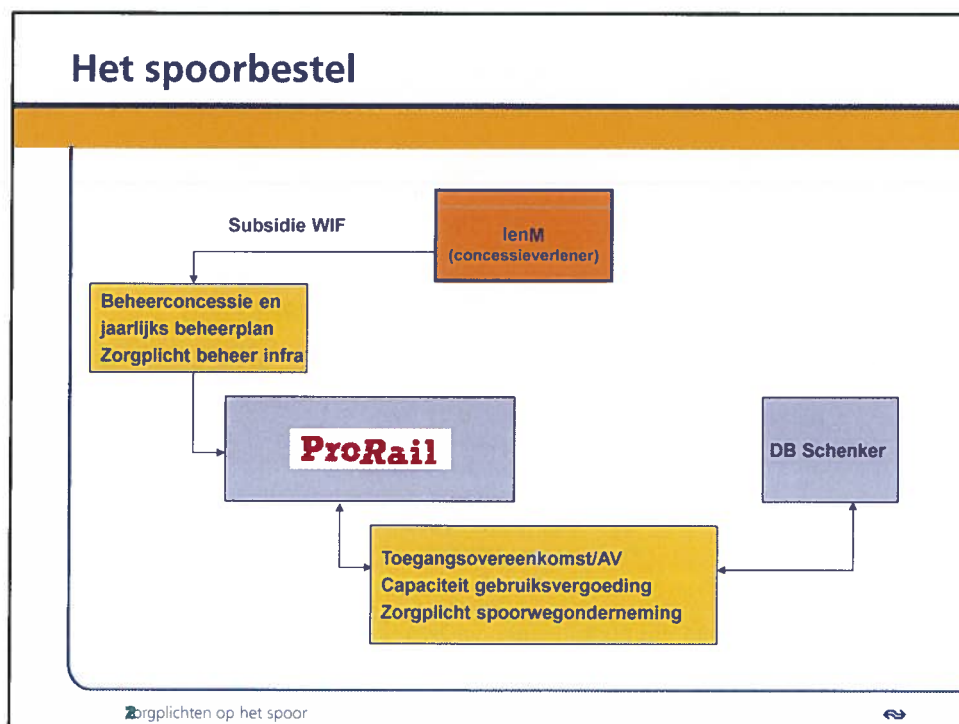 Het spoorbestel
Subsidie WIF
IenM
(concessieverlener)
Beheerconcessie en
jaarlijks beheerplan
Zorgplicht beheer infra
ProRail
DB Schenker
Toegangsovereenkomst/AV
Capaciteit gebruiksvergoeding
Zorgplicht spoorwegonderneming
2
Zorgplichten op het spoor